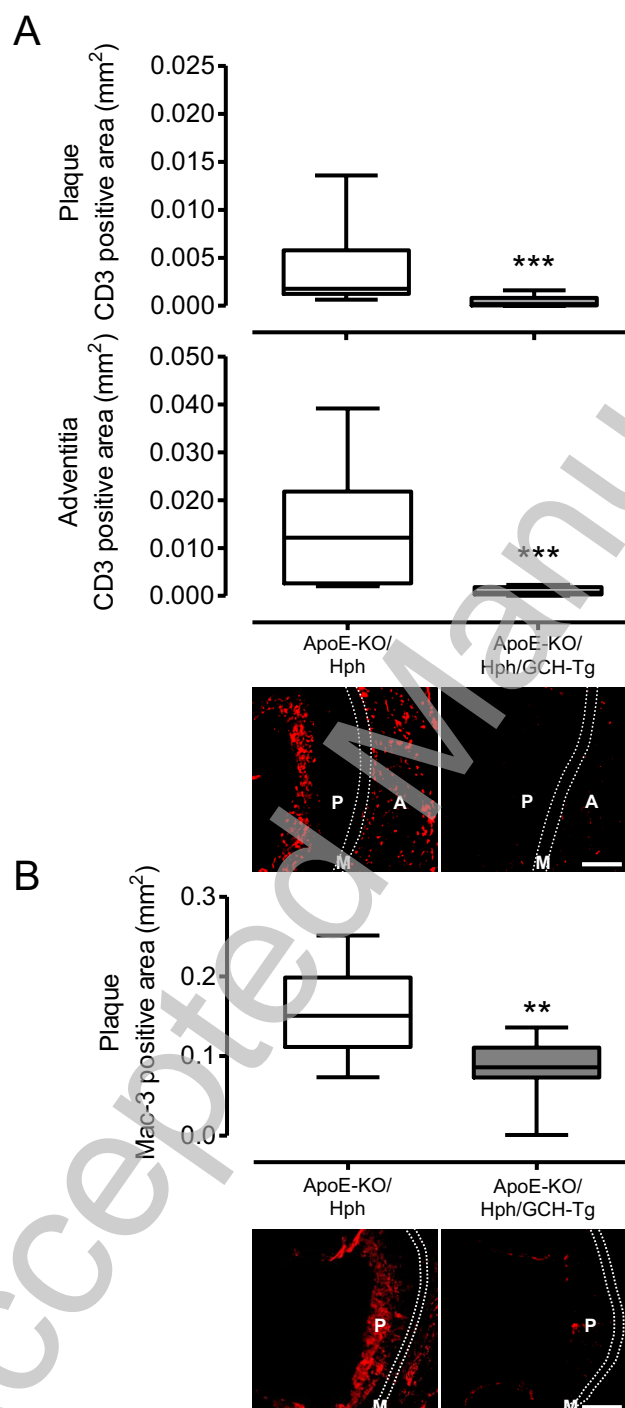 A
Plaque
CD3 positive area (mm²)
0.025
0.020
0.015
0.010
0.005
0.000
***
Adventitia
CD3 positive area (mm²)
0.050
0.040
0.030
0.020
0.010
0.000
***
ApoE-KO/
Hph
ApoE-KO/
Hph/GCH-Tg
P
A
M
P
A
M
B
Plaque
Mac-3 positive area (mm²)
0.3
0.2
0.1
0.0
**
ApoE-KO/
Hph
ApoE-KO/
Hph/GCH-Tg
P
M
P
M
ccepted Manu